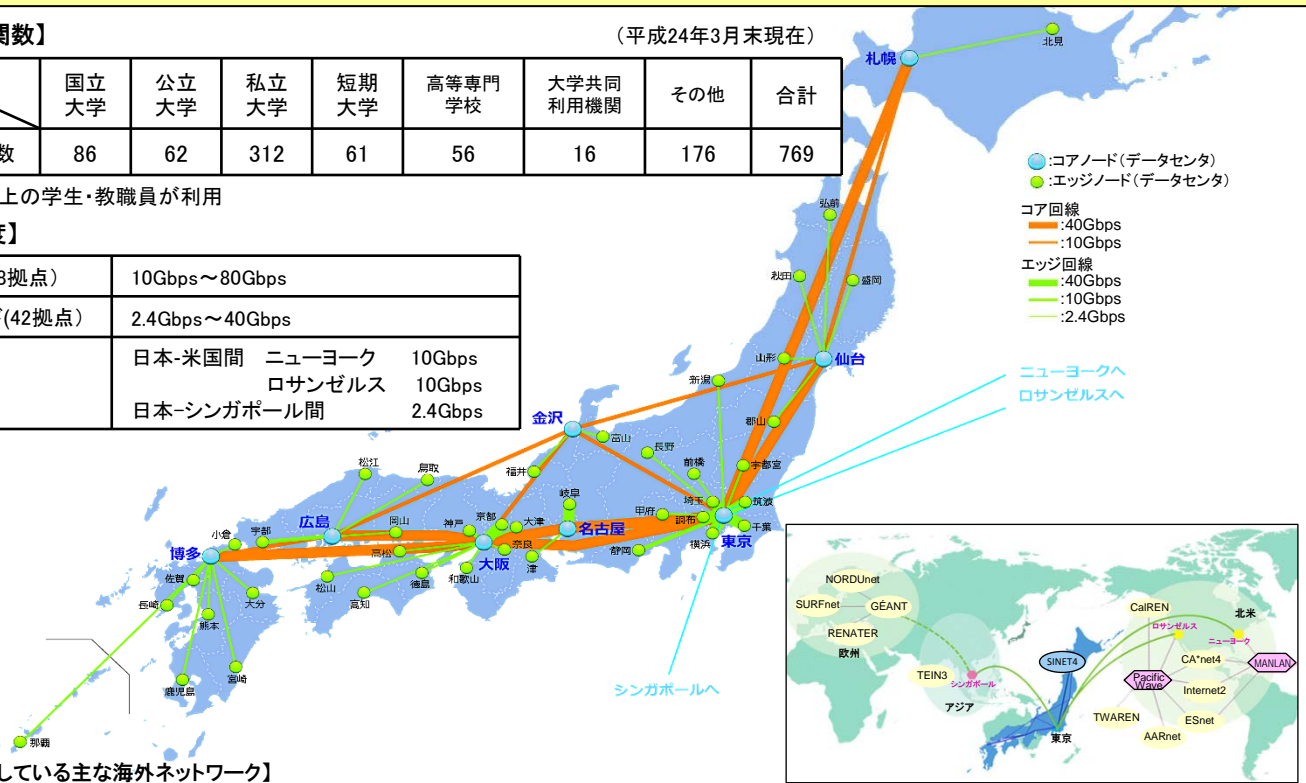 関数】
(平成24年3月末現在)
国立大学 公立大学 私立大学 短期大学 高等専門学校 大学共同利用機関 その他 合計
数 86 62 312 61 56 16 176 769
上の学生・教職員が利用
度】
8拠点) 10Gbps～80Gbps
ド(42拠点) 2.4Gbps～40Gbps
日本-米国間 ニューヨーク 10Gbps
ロサンゼルス 10Gbps
日本-シンガポール間 2.4Gbps
:コアノード(データセンタ)
:エッジノード(データセンタ)
コア回線
:40Gbps
:10Gbps
エッジ回線
:40Gbps
:10Gbps
:2.4Gbps
札幌
北見
弘前
秋田
盛岡
山形
仙台
新潟
郡山
ニューヨークへ
ロサンゼルスへ
金沢
富山
長野
前橋
宇都宮
福井
松江
鳥取
岐阜
埼玉
筑波
甲府
調布
千葉
東京
横浜
静岡
名古屋
津
京都
大津
神戸
奈良
大阪
和歌山
岡山
広島
高松
徳島
松山
高知
小倉
宇部
博多
佐賀
長崎
大分
熊本
宮崎
鹿児島
那覇
シンガポールへ
NORDUnet
SURFnet
GÉANT
RENATER
欧州
TEIN3
シンガポール
アジア
SINET4
東京
CalREN
北米
ロサンゼルス
ニューヨーク
CA*net4
MANLAN
Pacific
Wave
Internet2
TWAREN
ESnet
AARnet
している主な海外ネットワーク】